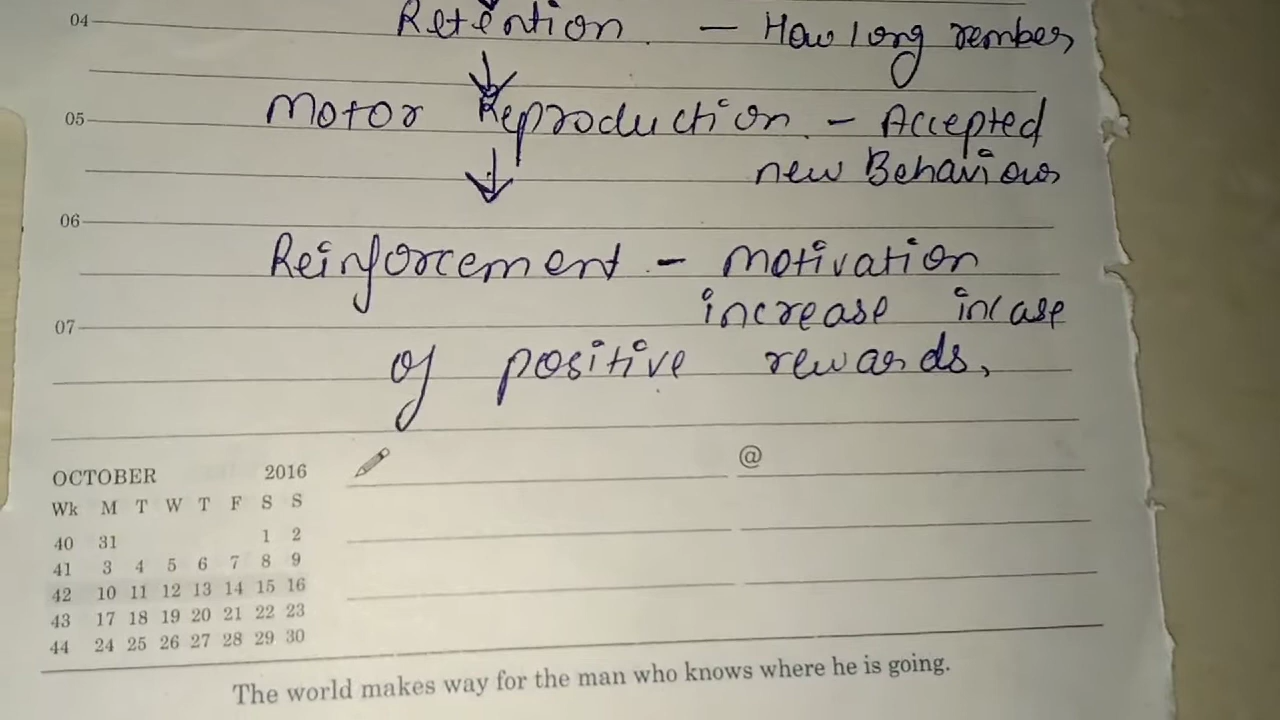 04 Retention. - How long rember
05 Motor Reproduction. - Accepted
new Behaviour
06
Reinforcement - motivation
07 increase incase
of positive rewards,
OCTOBER 2016
@
Wk M T W T F S S
40 31 1 2
41 3 4 5 6 7 8 9
42 10 11 12 13 14 15 16
43 17 18 19 20 21 22 23
44 24 25 26 27 28 29 30
The world makes way for the man who knows where he is going.